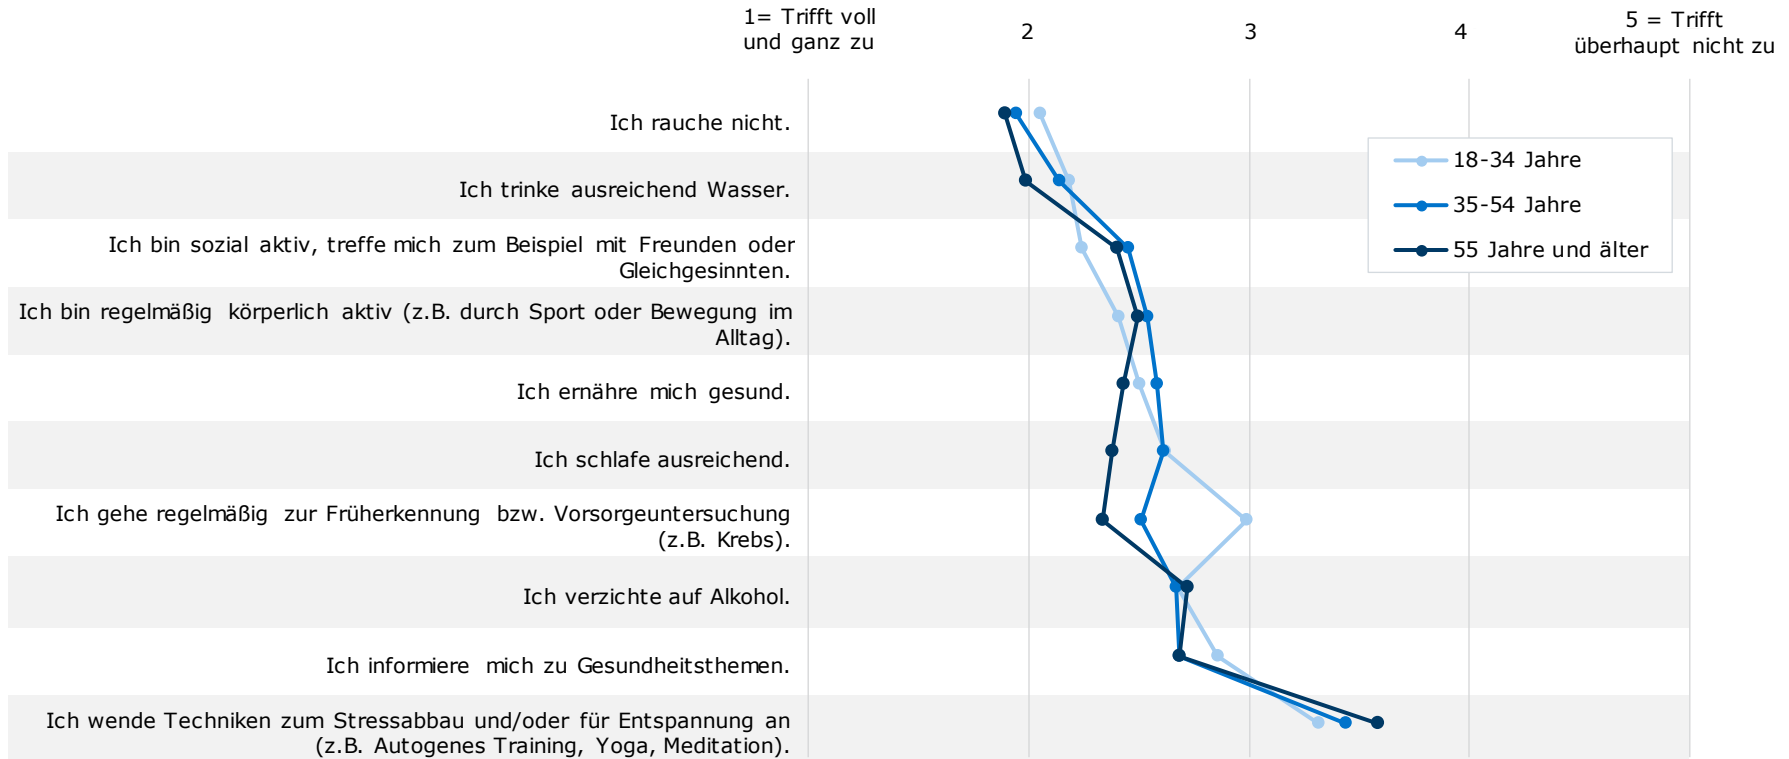 1= Trifft voll
und ganz zu
2
3
4
5 = Trifft
überhaupt nicht zu
Ich rauche nicht.
Ich trinke ausreichend Wasser.
Ich bin sozial aktiv, treffe mich zum Beispiel mit Freunden oder
Gleichgesinnten.
Ich bin regelmäßig körperlich aktiv (z.B. durch Sport oder Bewegung im
Alltag).
Ich ernähre mich gesund.
Ich schlafe ausreichend.
Ich gehe regelmäßig zur Früherkennung bzw. Vorsorgeuntersuchung
(z.B. Krebs).
Ich verzichte auf Alkohol.
Ich informiere mich zu Gesundheitsthemen.
Ich wende Techniken zum Stressabbau und/oder für Entspannung an
(z.B. Autogenes Training, Yoga, Meditation).
18-34 Jahre
35-54 Jahre
55 Jahre und älter